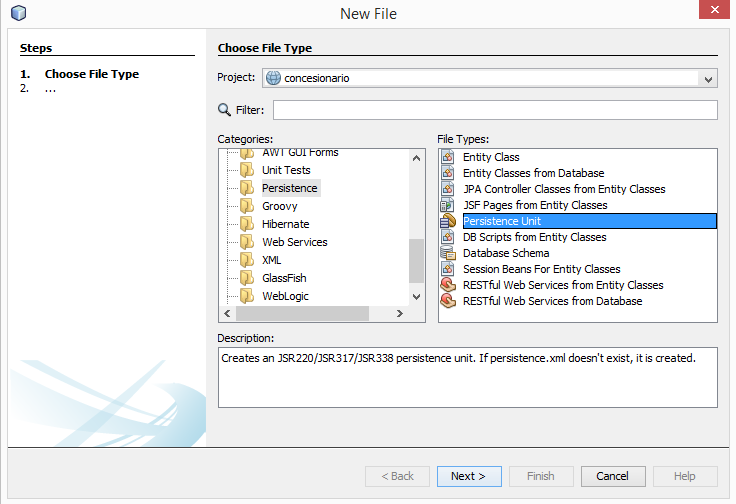 New File
Steps
1. Choose File Type
2. ...
Choose File Type
Project: concesionario
Filter:
Categories:
AWT GUI Forms
Unit Tests
Persistence
Groovy
Hibernate
Web Services
XML
GlassFish
WebLogic
File Types:
Entity Class
Entity Classes from Database
JPA Controller Classes from Entity Classes
JSF Pages from Entity Classes
Persistence Unit
DB Scripts from Entity Classes
Database Schema
Session Beans For Entity Classes
RESTful Web Services from Entity Classes
RESTful Web Services from Database
Description:
Creates an JSR220/JSR317/JSR338 persistence unit. If persistence.xml doesn't exist, it is created.
< Back Next > Finish Cancel Help